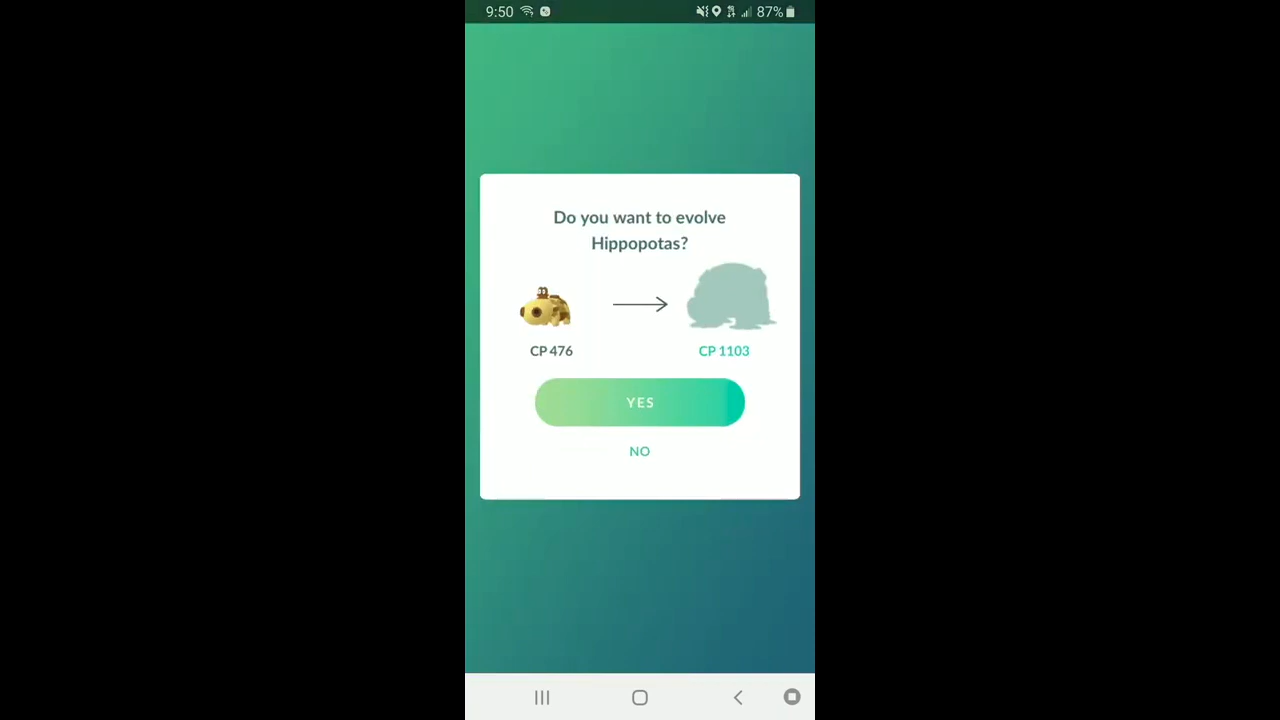 9:50
87%
Do you want to evolve
Hippopotas?
CP 476
CP 1103
YES
NO